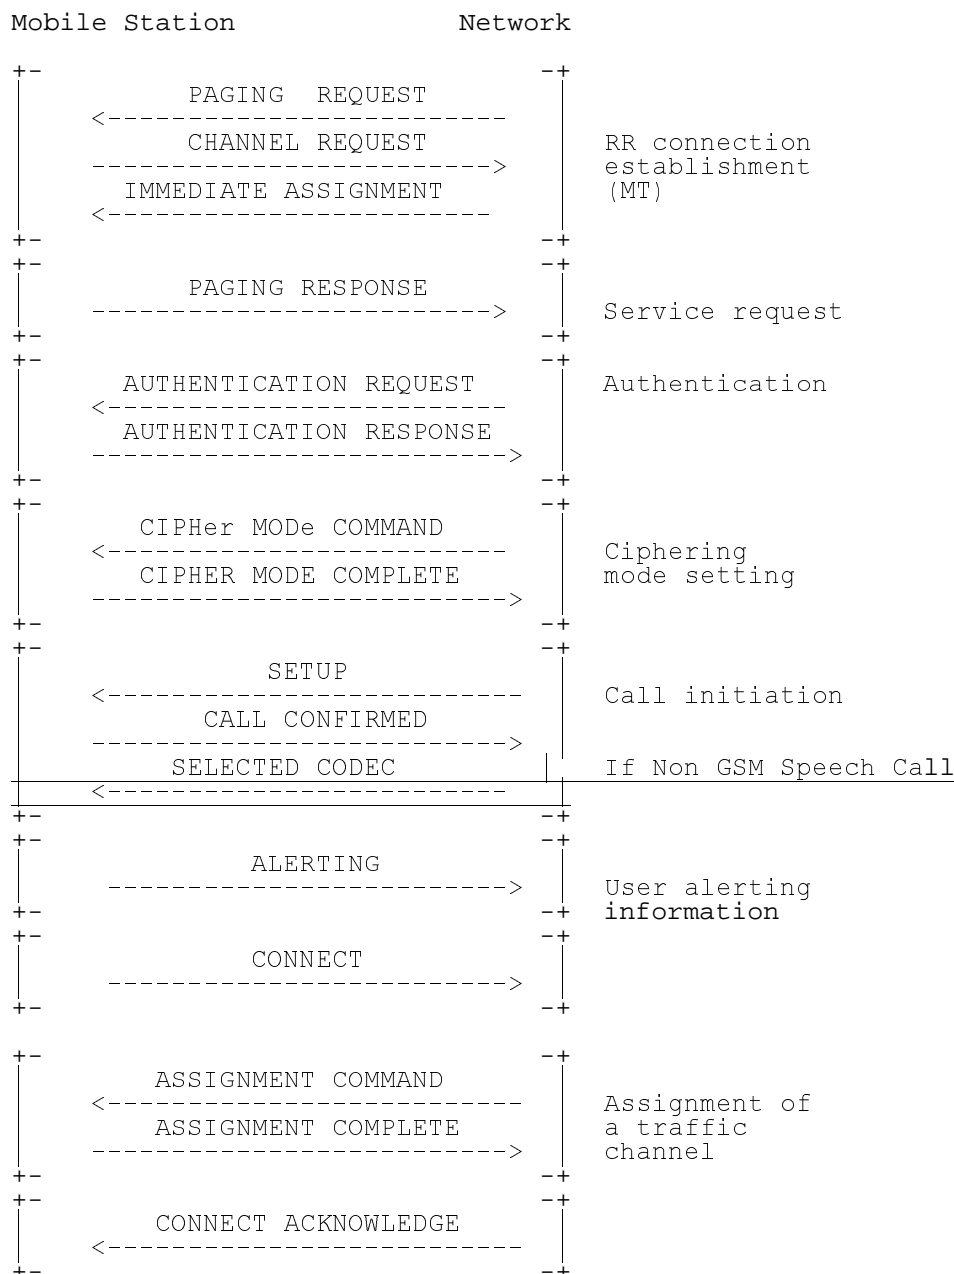 Mobile Station Network
+- -+
PAGING REQUEST
<-------------------------
CHANNEL REQUEST RR connection
-------------------------> establishment
IMMEDIATE ASSIGNMENT (MT)
<------------------------
+- -+
+- -+
PAGING RESPONSE
-------------------------> Service request
+- -+
+- -+
AUTHENTICATION REQUEST Authentication
<-------------------------
AUTHENTICATION RESPONSE
-------------------------->
+- -+
+- -+
CIPHer MODe COMMAND
<------------------------- Ciphering
CIPHER MODE COMPLETE mode setting
-------------------------->
+- -+
+- -+
SETUP
<-------------------------- Call initiation
CALL CONFIRMED
-------------------------->
SELECTED CODEC | If Non GSM Speech Call
<-------------------------
+- -+
+- -+
ALERTING
-------------------------> User alerting
+- -+ information
+- -+
CONNECT
------------------------->
+- -+
+- -+
ASSIGNMENT COMMAND
<-------------------------- Assignment of
ASSIGNMENT COMPLETE a traffic
--------------------------> channel
+- -+
+- -+
CONNECT ACKNOWLEDGE
<--------------------------
+- -+